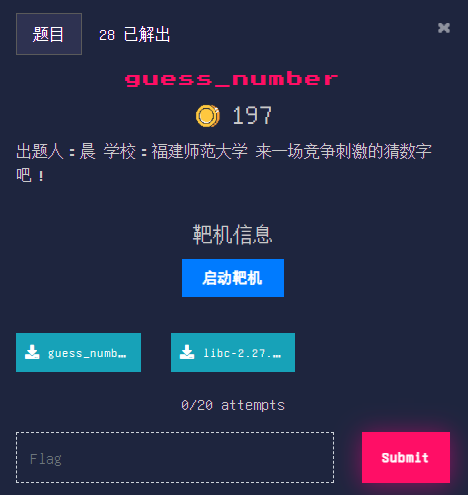 题目 28 已解出
×
guess_number
197
出题人：晨 学校：福建师范大学 来一场竞争刺激的猜数字
吧！
靶机信息
启动靶机
guess_numb… libc-2.27.…
0/20 attempts
Flag Submit